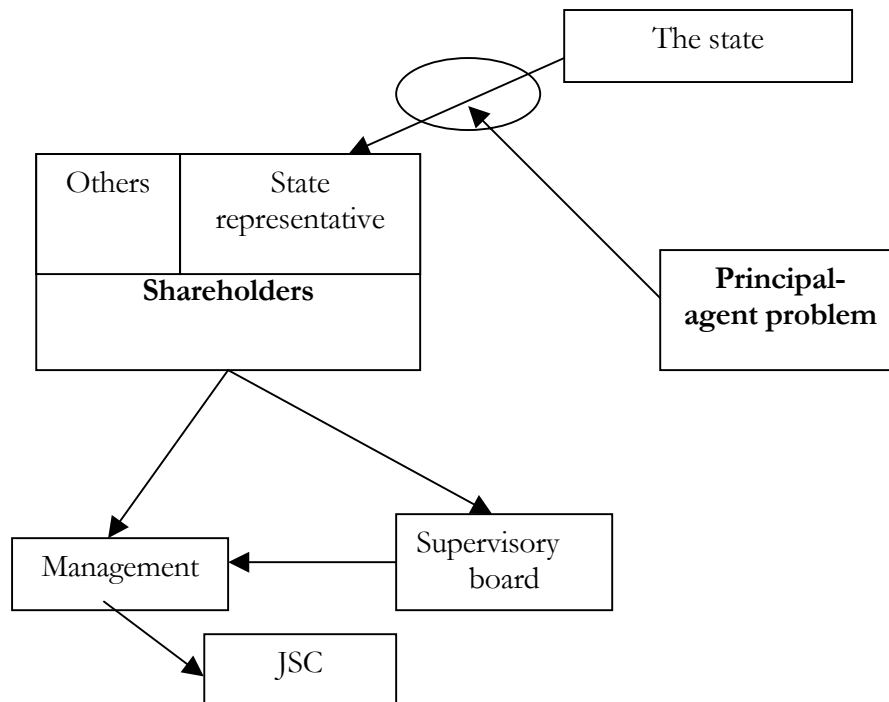 The state
Others
State
representative
Shareholders
Principal-
agent problem
Supervisory
board
Management
JSC